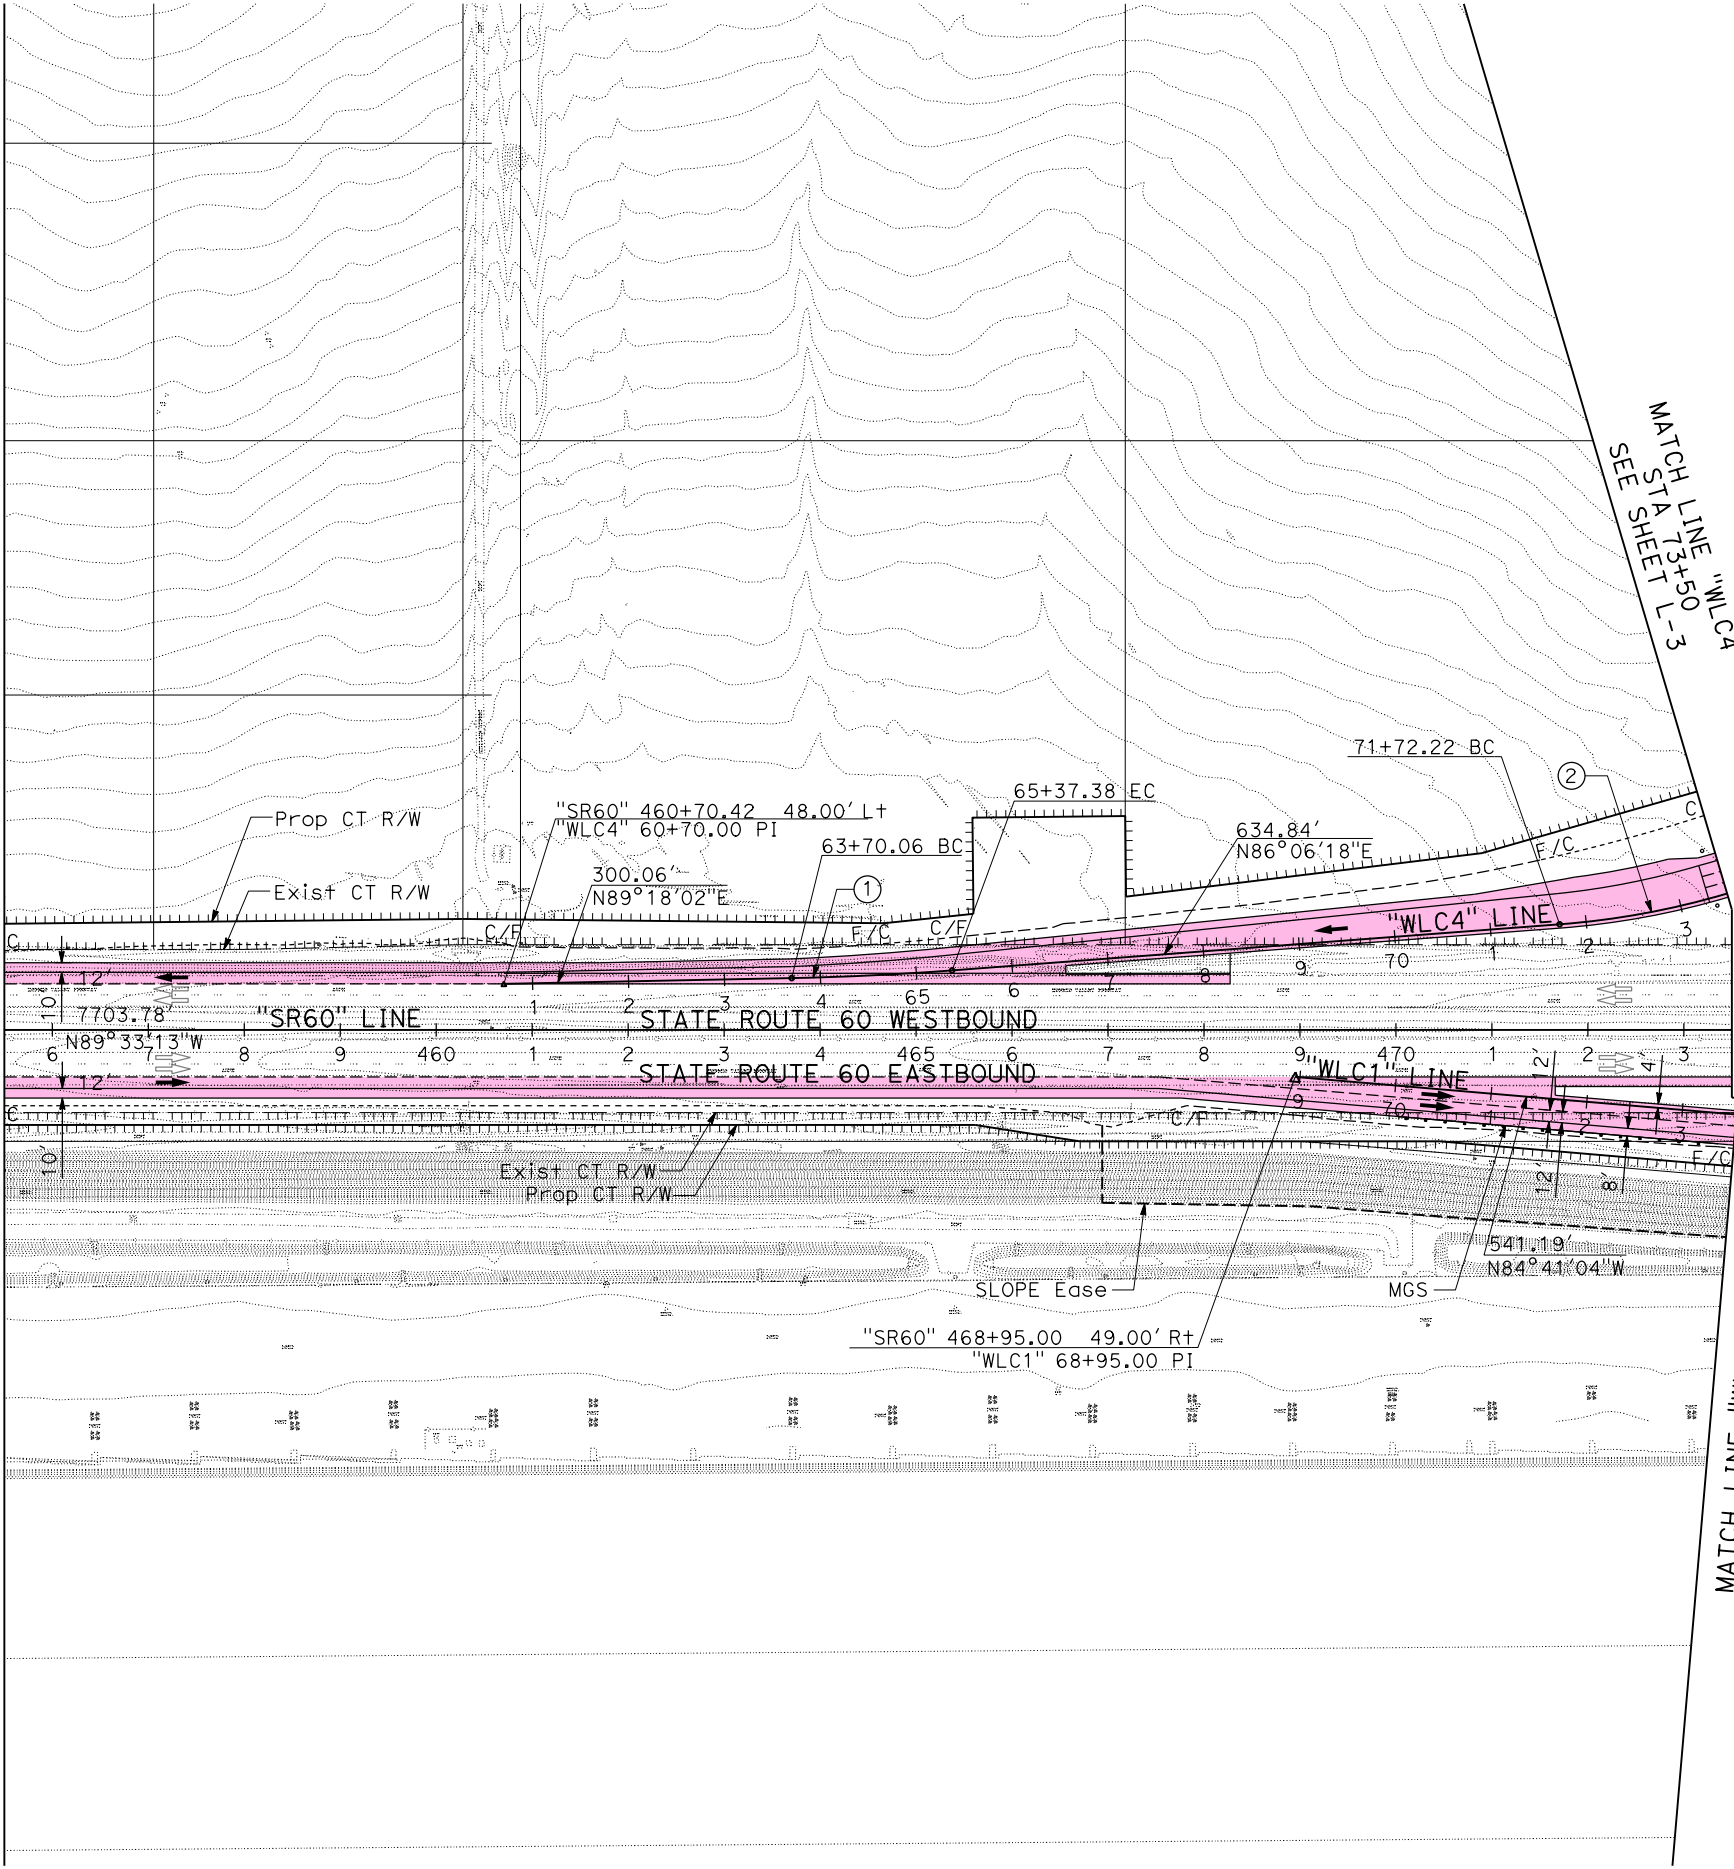 MATCH LINE "WLC4
STA 73+50
SEE SHEET L-3
71+72.22 BC
2
65+37.38 EC
Prop CT R/W
"SR60" 460+70.42 48.00' Lt
"WLC4" 60+70.00 PI
634.84'
N86°06'18"E
63+70.06 BC
300.06'
N89°18'02"E
1
Exist CT R/W
C
F/C
C
C/F
F/C
C/F
"WLC4" LINE
12'
10'
1 2 3 4 65 6 7 8 9 70 1 2 3
7703.78'
N89°33'13"W
"SR60" LINE
STATE ROUTE 60 WESTBOUND
6 7 8 9 460 1 2 3 4 465 6 7 8 9 470 1 2 3
STATE ROUTE 60 EASTBOUND
"WLC1" LINE
12'
12'
4'
9 70 1 2 3
C
C/F
F/C
10'
Exist CT R/W
Prop CT R/W
12'
8'
541.19'
N84°41'04"W
SLOPE Ease
MGS
"SR60" 468+95.00 49.00' Rt
"WLC1" 68+95.00 PI
MATCH LINE